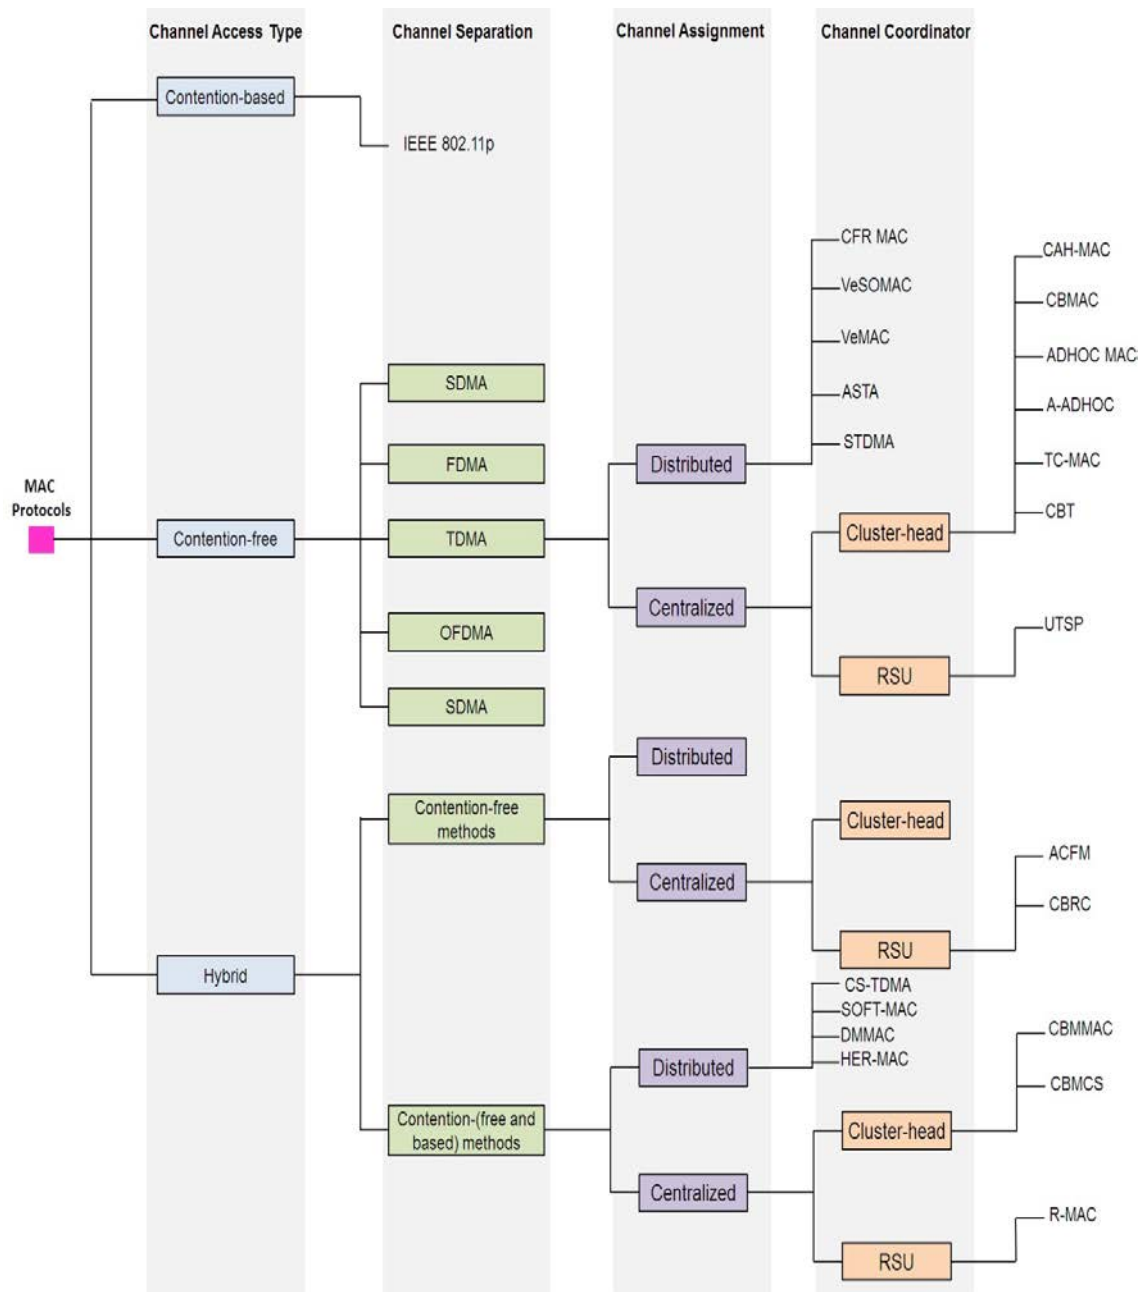 Channel Access Type
Channel Separation
Channel Assignment
Channel Coordinator
Contention-based
IEEE 802.11p
CFR MAC
VeSOMAC
VeMAC
ASTA
STDMA
CAH-MAC
CBMAC
ADHOC MAC
A-ADHOC
TC-MAC
CBT
SDMA
FDMA
Distributed
MAC
Protocols
Contention-free
TDMA
Cluster-head
Centralized
OFDMA
UTSP
RSU
SDMA
Distributed
Contention-free
methods
Cluster-head
Centralized
ACFM
CBRC
RSU
Hybrid
CS-TDMA
SOFT-MAC
DMMAC
HER-MAC
Distributed
CBMMAC
CBMCS
Contention-(free and
based) methods
Cluster-head
Centralized
R-MAC
RSU